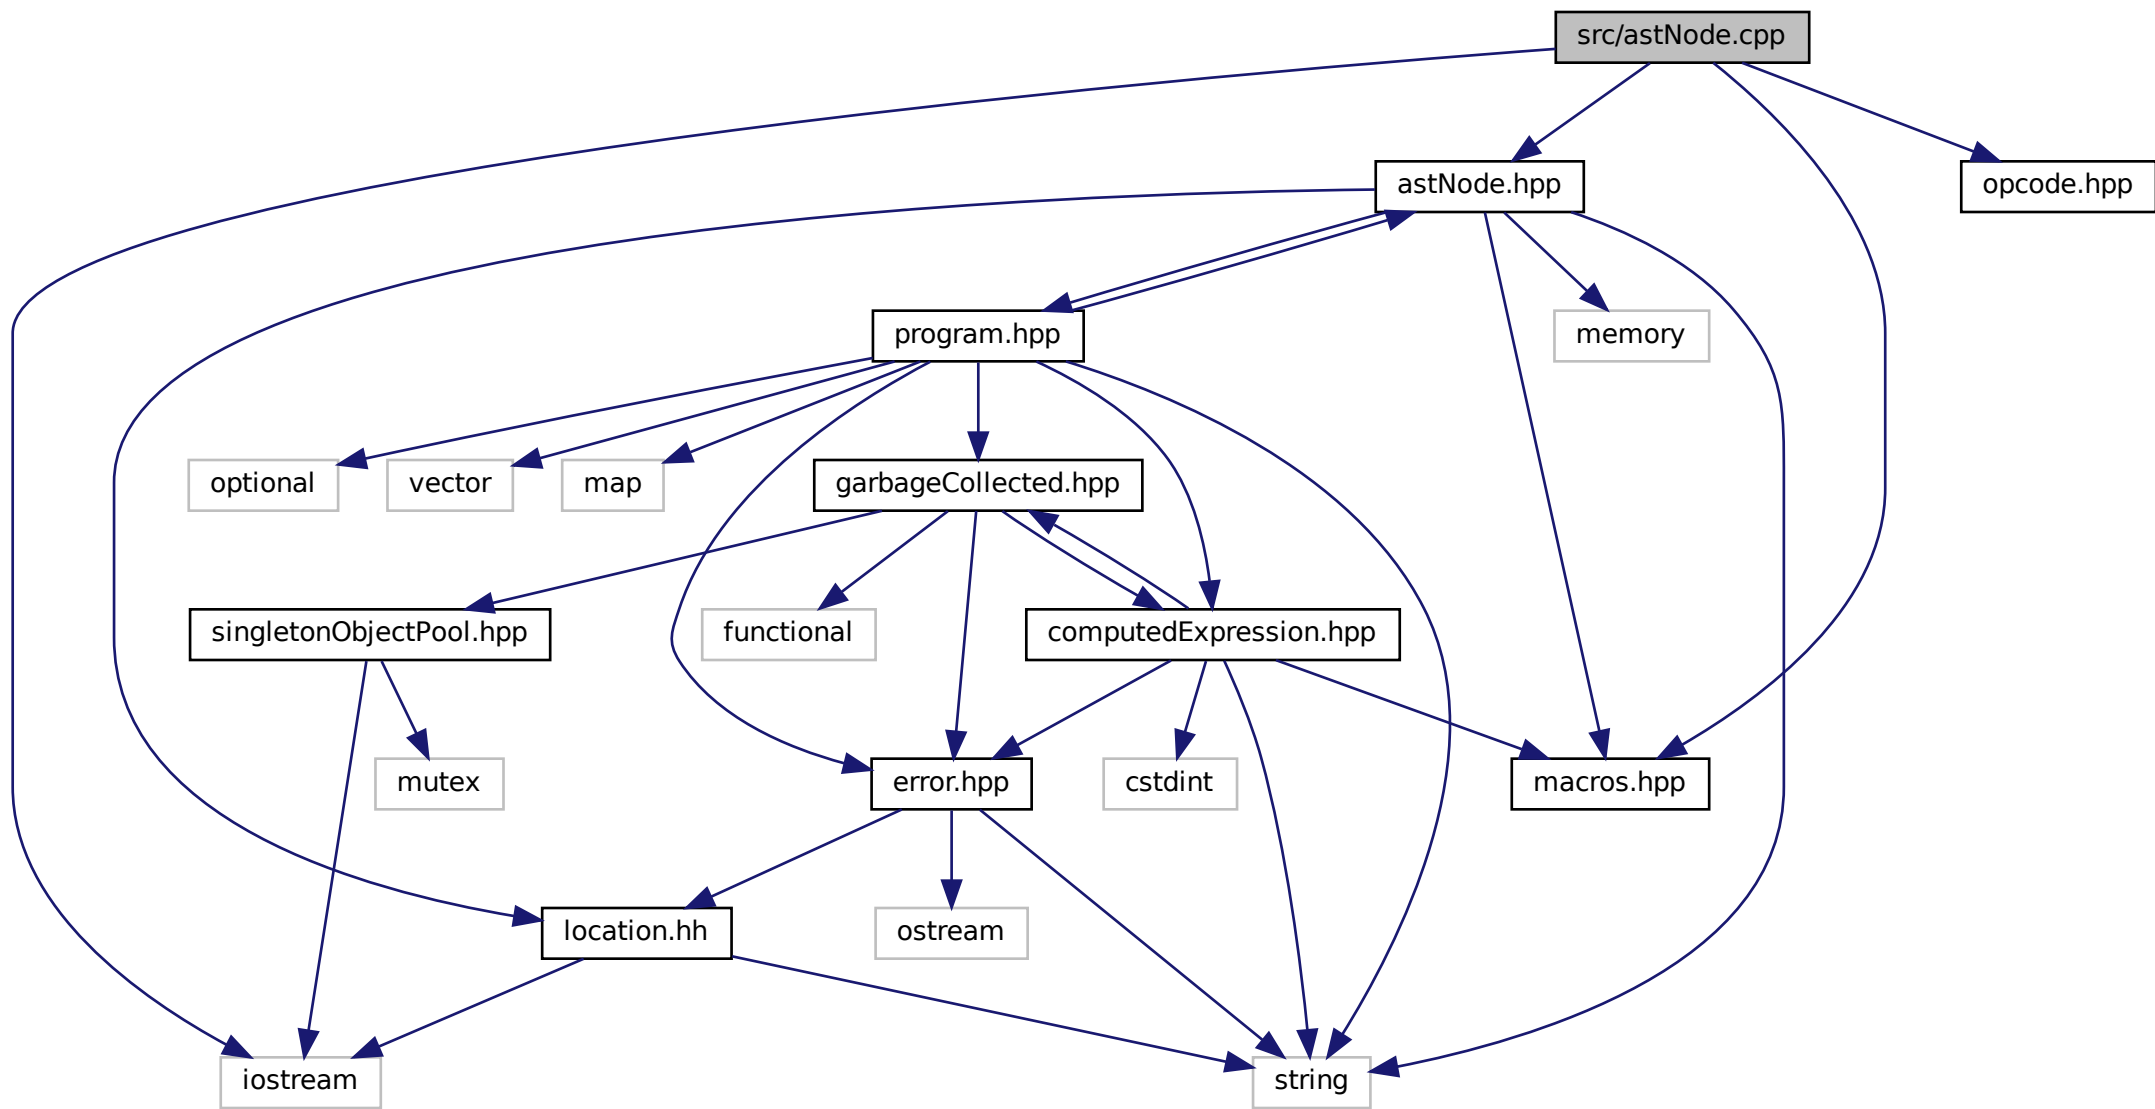 src/astNode.cpp
astNode.hpp
opcode.hpp
program.hpp
memory
optional
vector
map
garbageCollected.hpp
singletonObjectPool.hpp
functional
computedExpression.hpp
mutex
error.hpp
cstdint
macros.hpp
location.hh
ostream
iostream
string